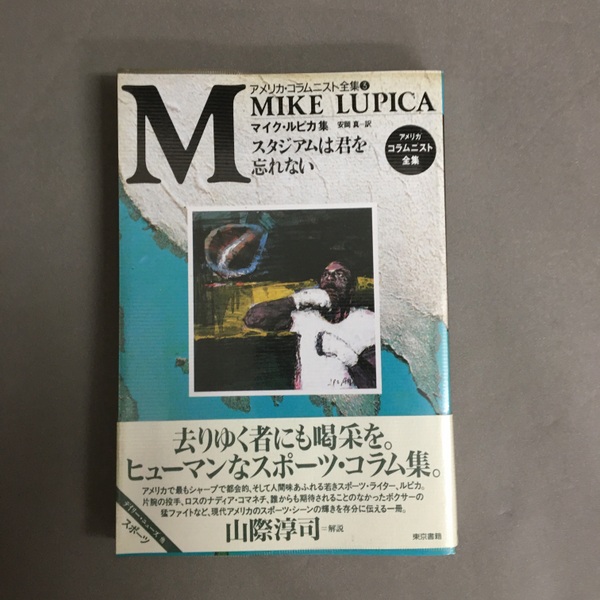 M
アメリカ・コラムニスト全集5
MIKE LUPICA
マイク・ルピカ集 安岡 真=訳
スタジアムは君を
忘れない
アメリカ
コラムニスト
全集
去りゆく者にも喝采を。
ヒューマンなスポーツ・コラム集。
アメリカで最もシャープで都会的、そして人間味あふれる若きスポーツ・ライター、ルピカ。
片腕の投手、ロスのナディア・コマネチ、誰からも期待されることのなかったボクサーの
猛ファイトなど、現代アメリカのスポーツ・シーンの輝きを存分に伝える一冊。
山際淳司=解説
デイリー・ニューズ 他
スポーツ
東京書籍